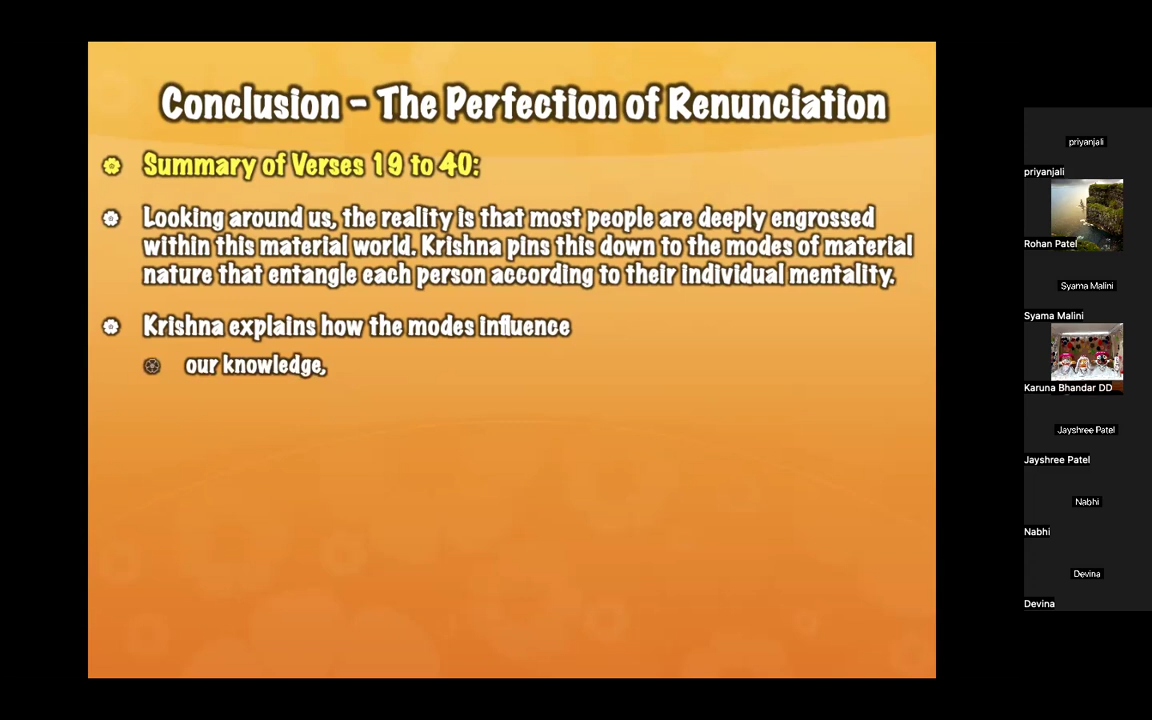 Conclusion - The Perfection of Renunciation
Summary of Verses 19 to 40:
Looking around us, the reality is that most people are deeply engrossed
within this material world. Krishna pins this down to the modes of material
nature that entangle each person according to their individual mentality.
Krishna explains how the modes influence
our knowledge,
priyanjali
priyanjali
Rohan Patel
Syama Malini
Syama Malini
Karuna Bhandar DD
Jayshree Patel
Jayshree Patel
Nabhi
Nabhi
Devina
Devina